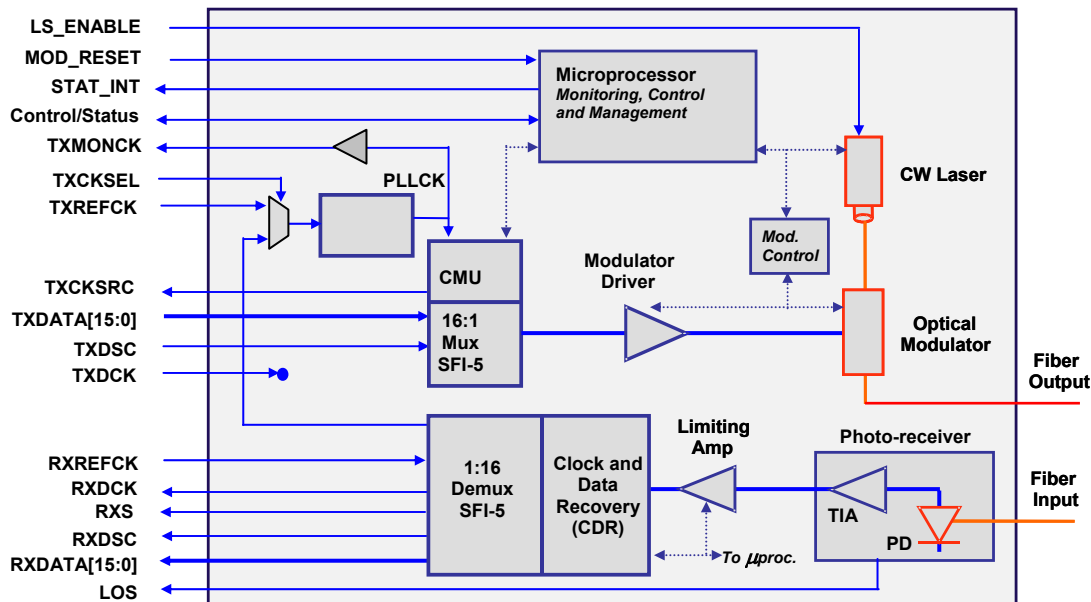 LS_ENABLE
MOD_RESET
STAT_INT
Control/Status
TXMONCK
TXCKSEL
TXREFCK
TXCKSRC
TXDATA[15:0]
TXDSC
TXDCK
RXREFCK
RXDCK
RXS
RXDSC
RXDATA[15:0]
LOS
Microprocessor
Monitoring, Control
and Management
PLLCK
CMU
16:1
Mux
SFI-5
Modulator
Driver
Mod.
Control
CW Laser
Optical
Modulator
Fiber
Output
1:16
Demux
SFI-5
Clock and
Data
Recovery
(CDR)
Limiting
Amp
To μproc.
Photo-receiver
TIA
PD
Fiber
Input